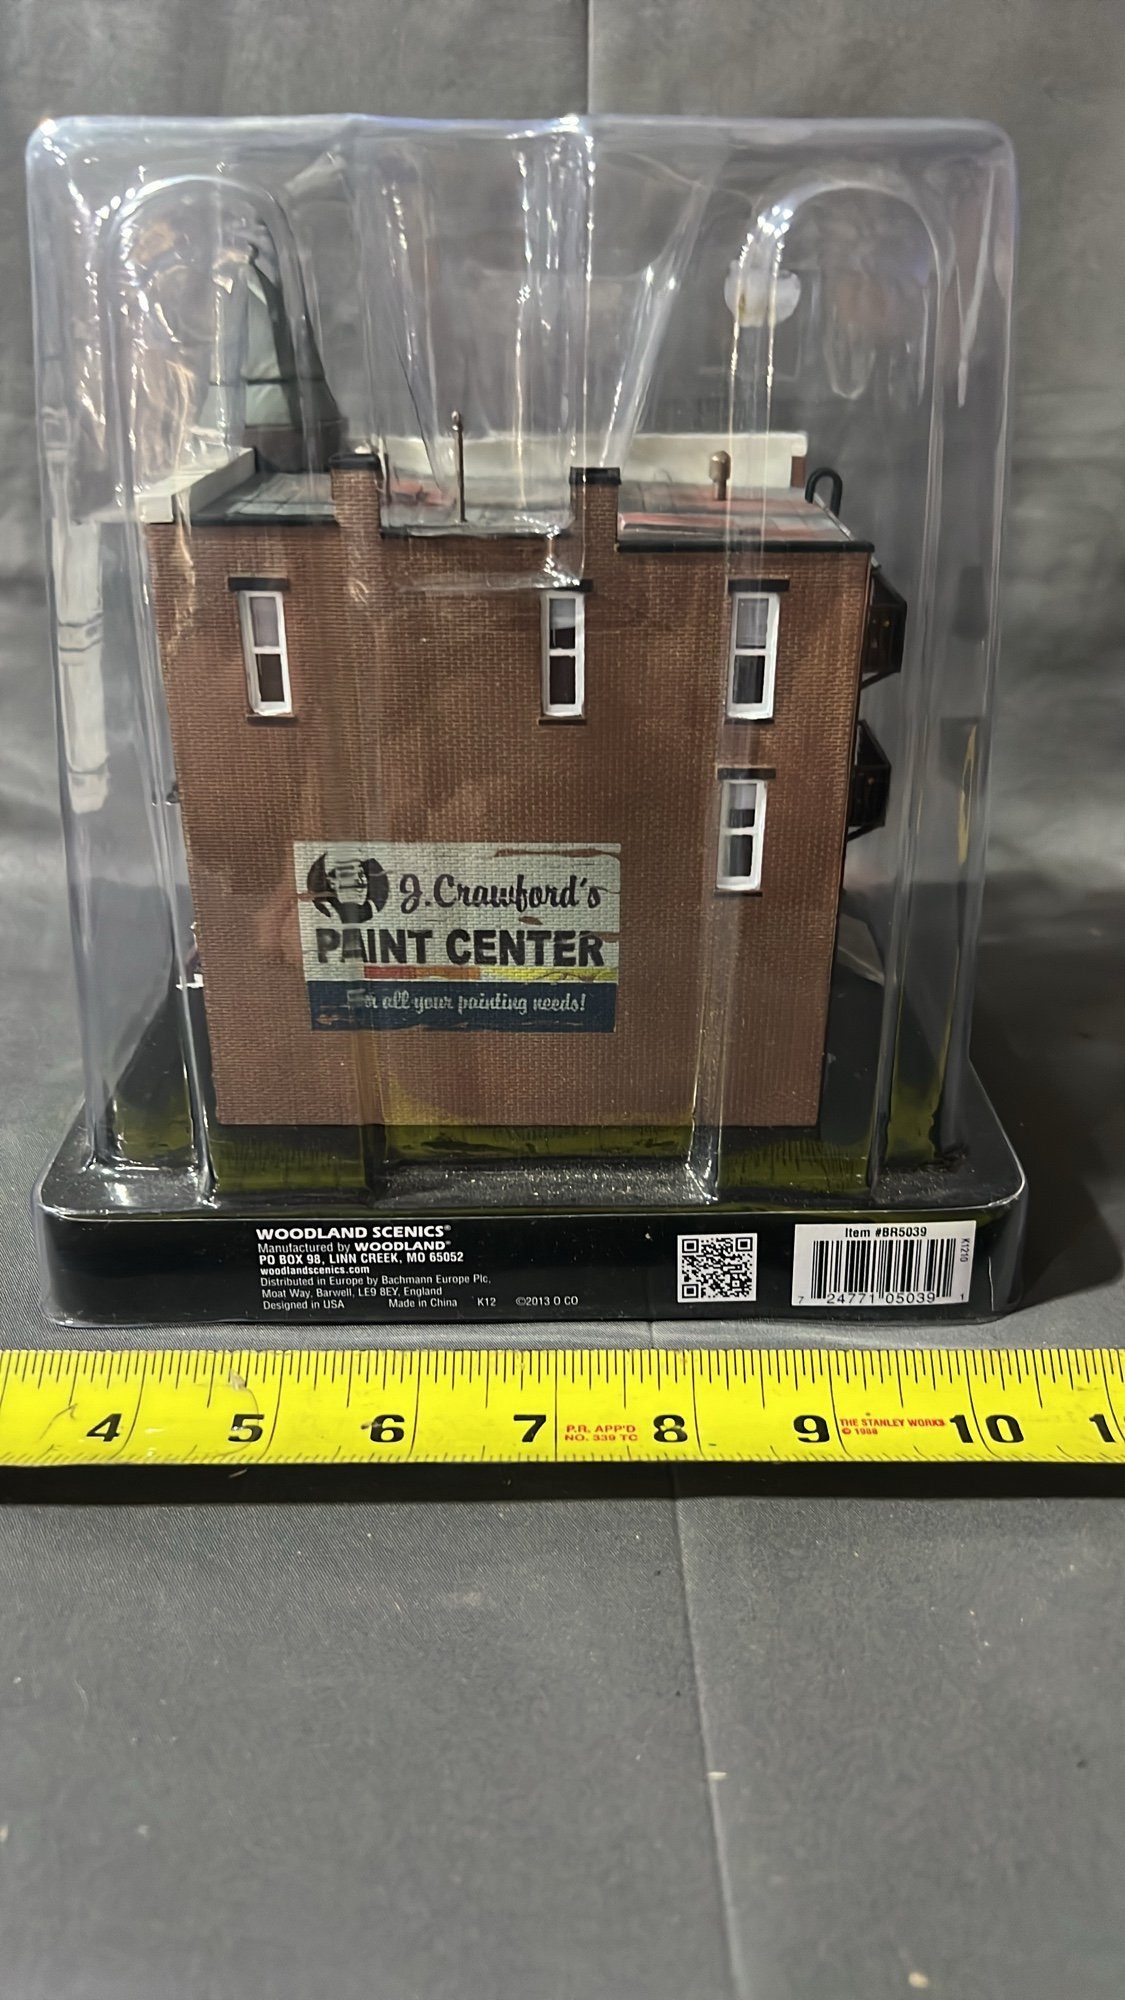 J. Crawford's
PAINT CENTER
For all your painting needs!
WOODLAND SCENICS®
Manufactured by WOODLAND®
PO BOX 98, LINN CREEK, MO 65052
woodlandscenics.com
Distributed in Europe by Bachmann Europe Plc,
Moat Way, Barwell, LE9 8EY, England
Designed in USA Made in China K12 ©2013 O CO
Item #BR5039
K1210
7 24771 05039 1
4 5 6 7 8 9 10 1
P.R. APP'D
NO. 339 TC
THE STANLEY WORKS
© 1988